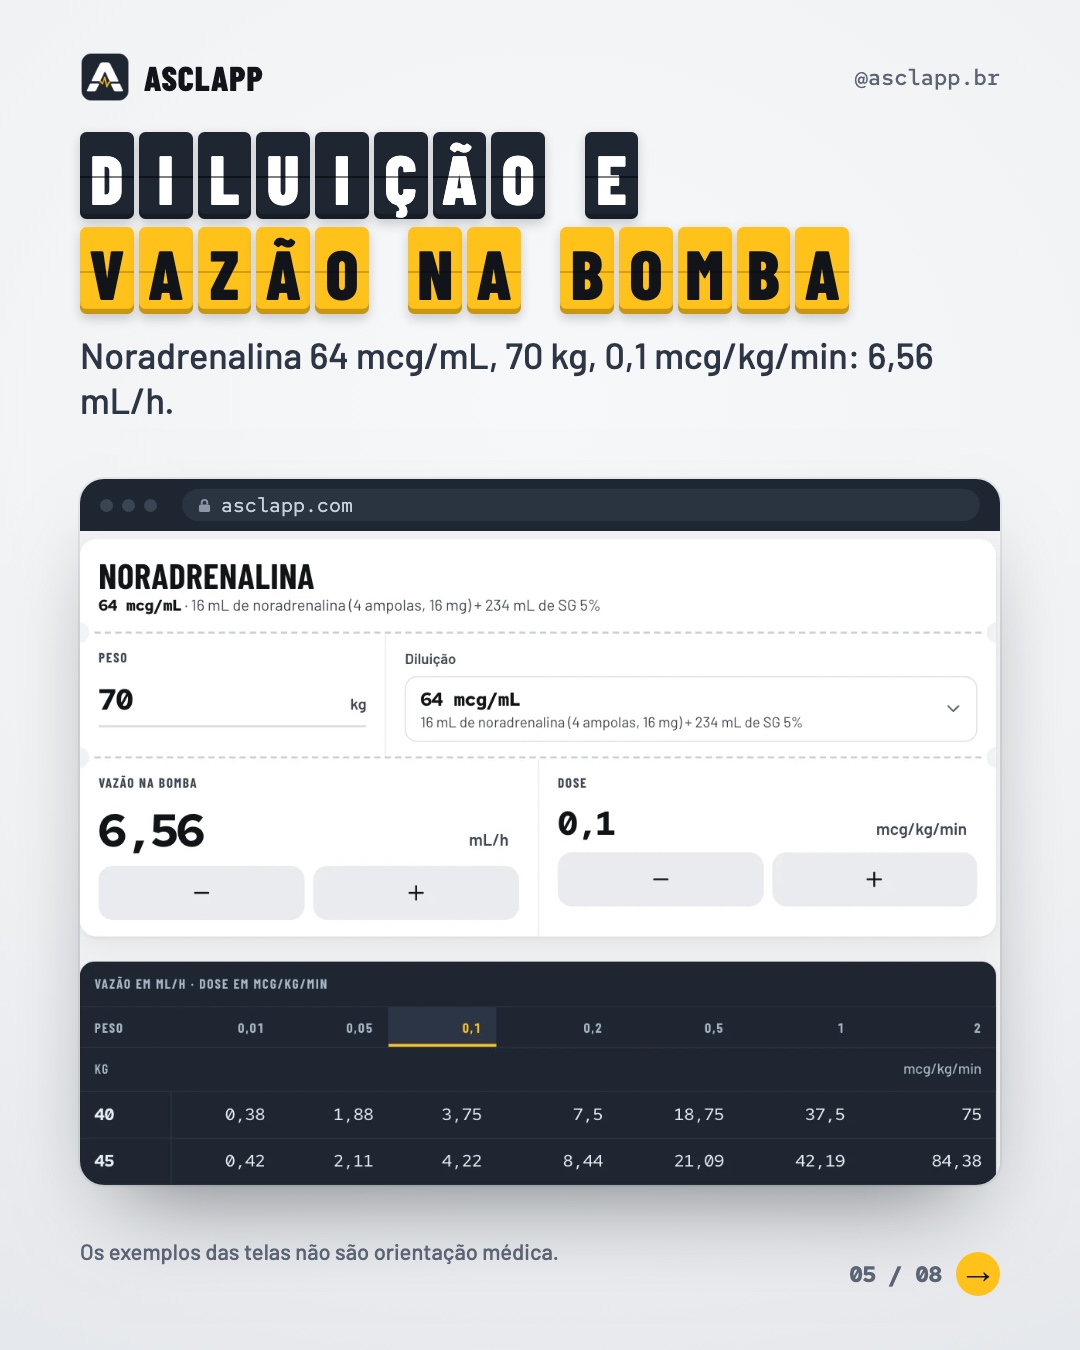 ASCLAPP
@asclapp.br
DILUIÇÃO E
VAZÃO NA BOMBA
Noradrenalina 64 mcg/mL, 70 kg, 0,1 mcg/kg/min: 6,56
mL/h.
asclapp.com
NORADRENALINA
64 mcg/mL · 16 mL de noradrenalina (4 ampolas, 16 mg) + 234 mL de SG 5%
PESO
70 kg
Diluição
64 mcg/mL
16 mL de noradrenalina (4 ampolas, 16 mg) + 234 mL de SG 5%
VAZÃO NA BOMBA
6,56 mL/h
− +
DOSE
0,1 mcg/kg/min
− +
VAZÃO EM ML/H · DOSE EM MCG/KG/MIN
PESO 0,01 0,05 0,1 0,2 0,5 1 2
KG mcg/kg/min
40 0,38 1,88 3,75 7,5 18,75 37,5 75
45 0,42 2,11 4,22 8,44 21,09 42,19 84,38
Os exemplos das telas não são orientação médica.
05 / 08 →